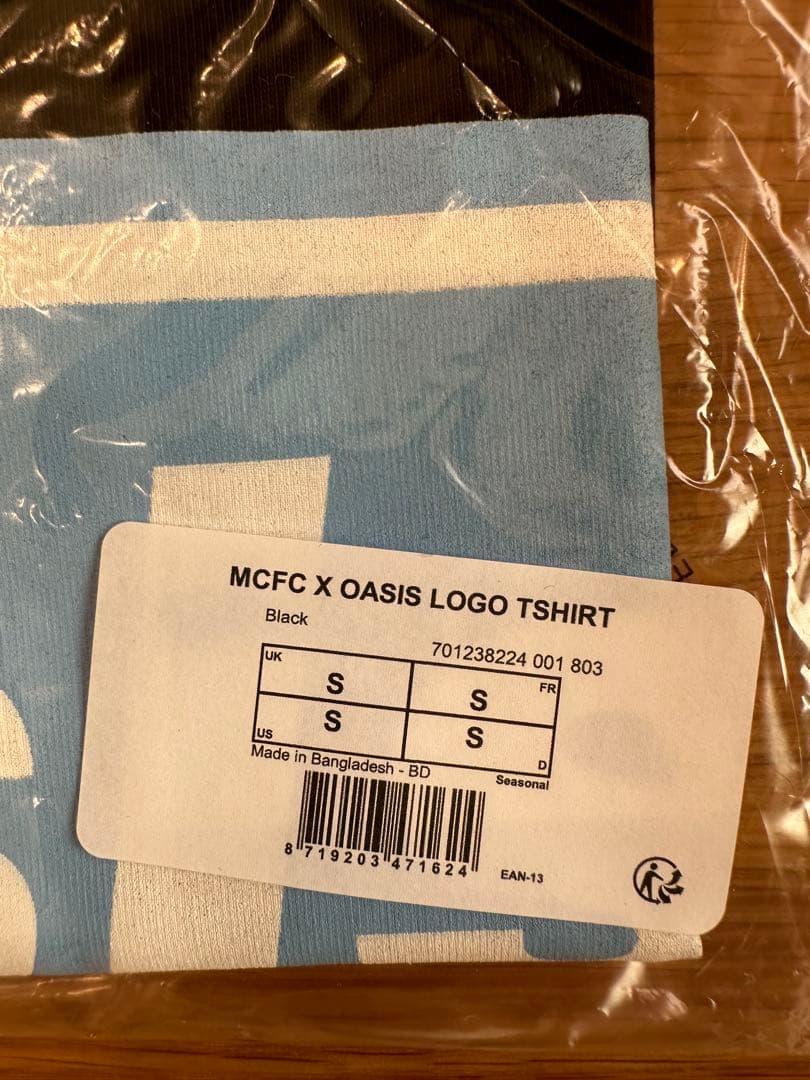 MCFC X OASIS LOGO TSHIRT
Black
701238224 001 803
UK S S FR
US S S D
Made in Bangladesh - BD
Seasonal
8 719203 471624
EAN-13